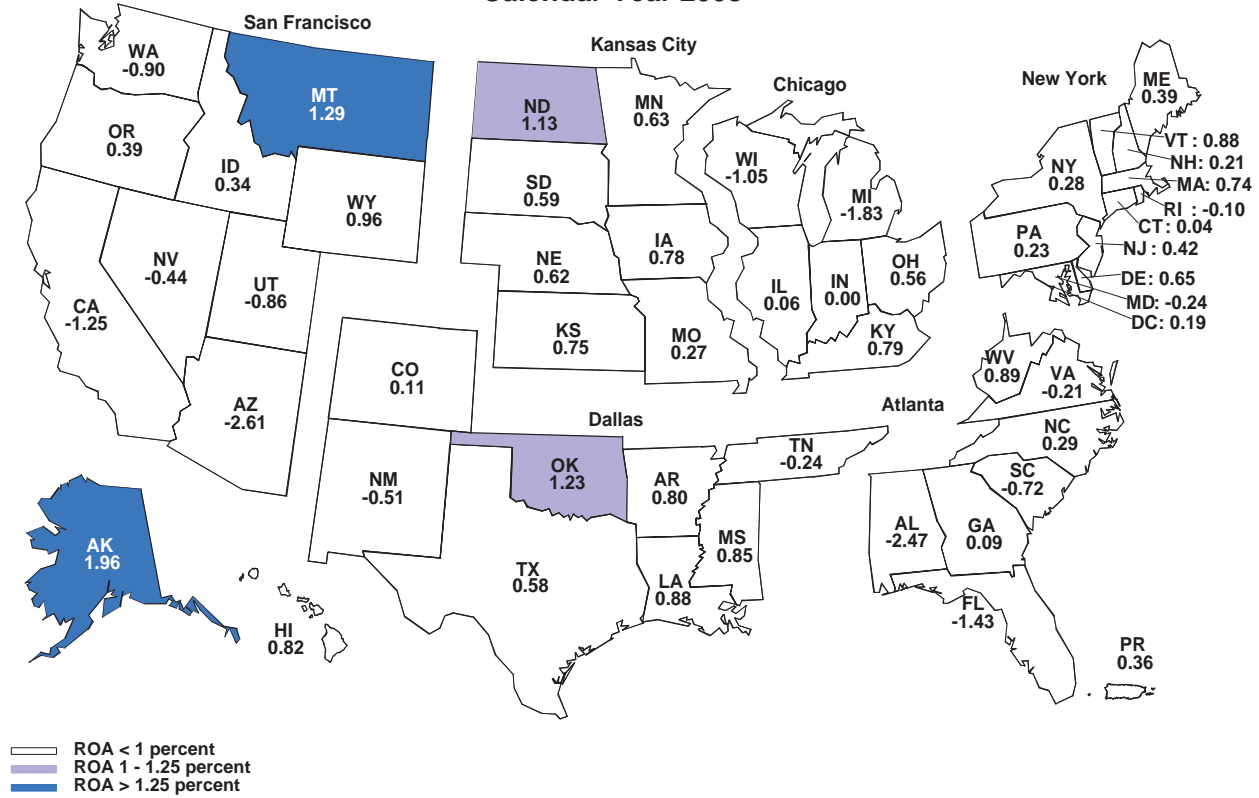 Calendar Year
San Francisco
Kansas City
Chicago
New York
WA
-0.90
MT
1.29
ND
1.13
MN
0.63
ME
0.39
OR
0.39
ID
0.34
WY
0.96
SD
0.59
WI
-1.05
MI
-1.83
NY
0.28
VT : 0.88
NH: 0.21
MA: 0.74
RI : -0.10
CT: 0.04
NJ : 0.42
DE: 0.65
MD: -0.24
DC: 0.19
PA
0.23
NV
-0.44
UT
-0.86
CA
-1.25
NE
0.62
IA
0.78
IL
0.06
IN
0.00
OH
0.56
KS
0.75
MO
0.27
KY
0.79
WV
0.89
VA
-0.21
CO
0.11
AZ
-2.61
Dallas
Atlanta
NC
0.29
TN
-0.24
SC
-0.72
NM
-0.51
OK
1.23
AR
0.80
MS
0.85
AL
-2.47
GA
0.09
AK
1.96
HI
0.82
TX
0.58
LA
0.88
FL
-1.43
PR
0.36
ROA < 1 percent
ROA 1 - 1.25 percent
ROA > 1.25 percent